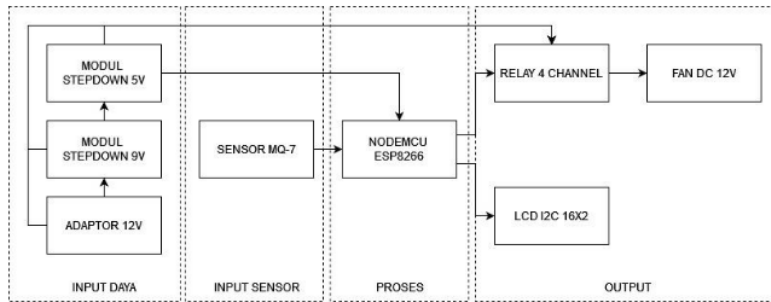 MODUL
STEPDOWN 5V
MODUL
STEPDOWN 9V
ADAPTOR 12V
INPUT DAYA
SENSOR MQ-7
INPUT SENSOR
NODEMCU
ESP8266
PROSES
RELAY 4 CHANNEL
FAN DC 12V
LCD I2C 16X2
OUTPUT